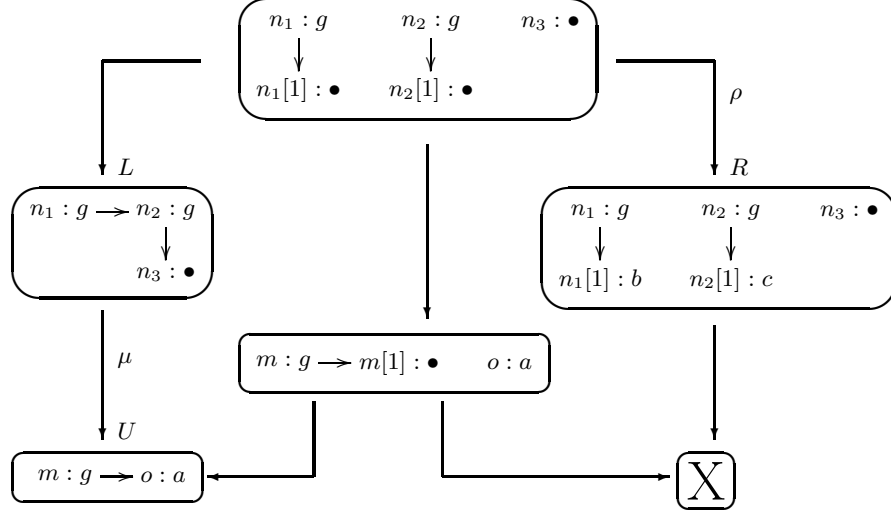 n₁ : g n₂ : g n₃ : •
n₁[1] : • n₂[1] : •
ρ
L R
n₁ : g n₂ : g n₁ : g n₂ : g n₃ : •
n₃ : • n₁[1] : b n₂[1] : c
μ m : g m[1] : • o : a
U
m : g o : a X